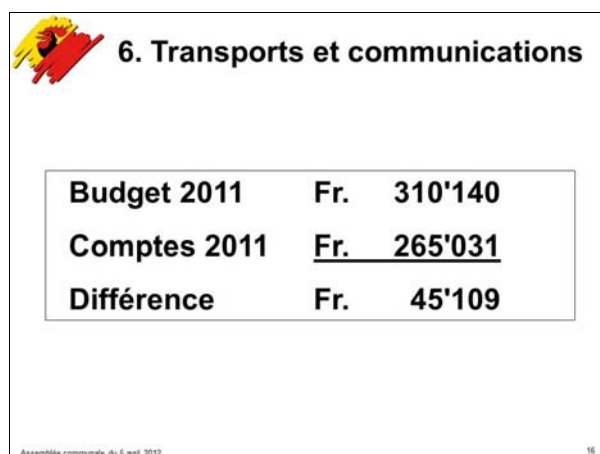 6. Transports et communications
Budget 2011 Fr. 310'140
Comptes 2011 Fr. 265'031
Différence Fr. 45'109
Assemblée communale du 5 avril 2012 16